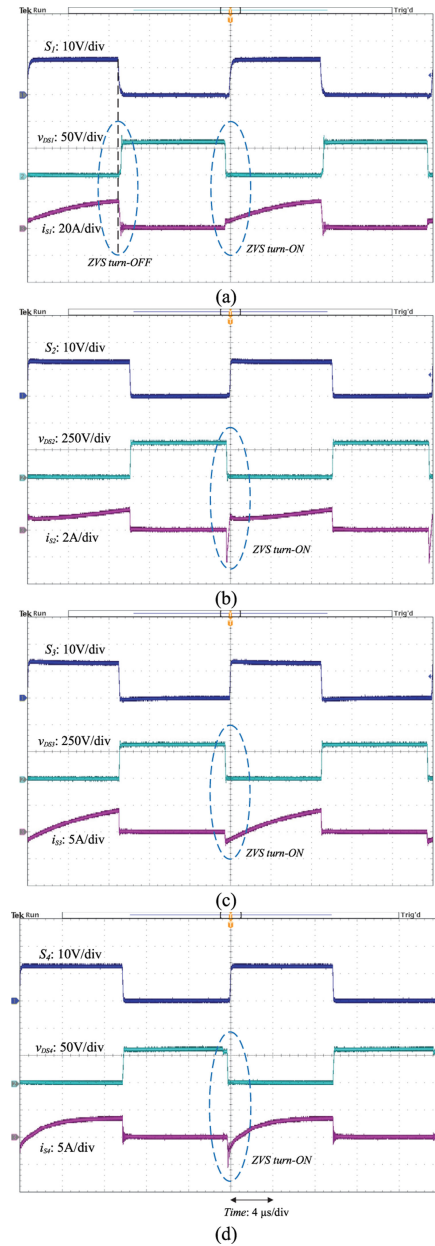 Tek Run
Trig'd
S1: 10V/div
vDS1: 50V/div
iS1: 20A/div
ZVS turn-OFF
ZVS turn-ON
(a)
Tek Run
Trig'd
S2: 10V/div
vDS2: 250V/div
iS2: 2A/div
ZVS turn-ON
(b)
Tek Run
Trig'd
S3: 10V/div
vDS3: 250V/div
iS3: 5A/div
ZVS turn-ON
(c)
Tek Run
Trig'd
S4: 10V/div
vDS4: 50V/div
iS4: 5A/div
ZVS turn-ON
Time: 4 μs/div
(d)